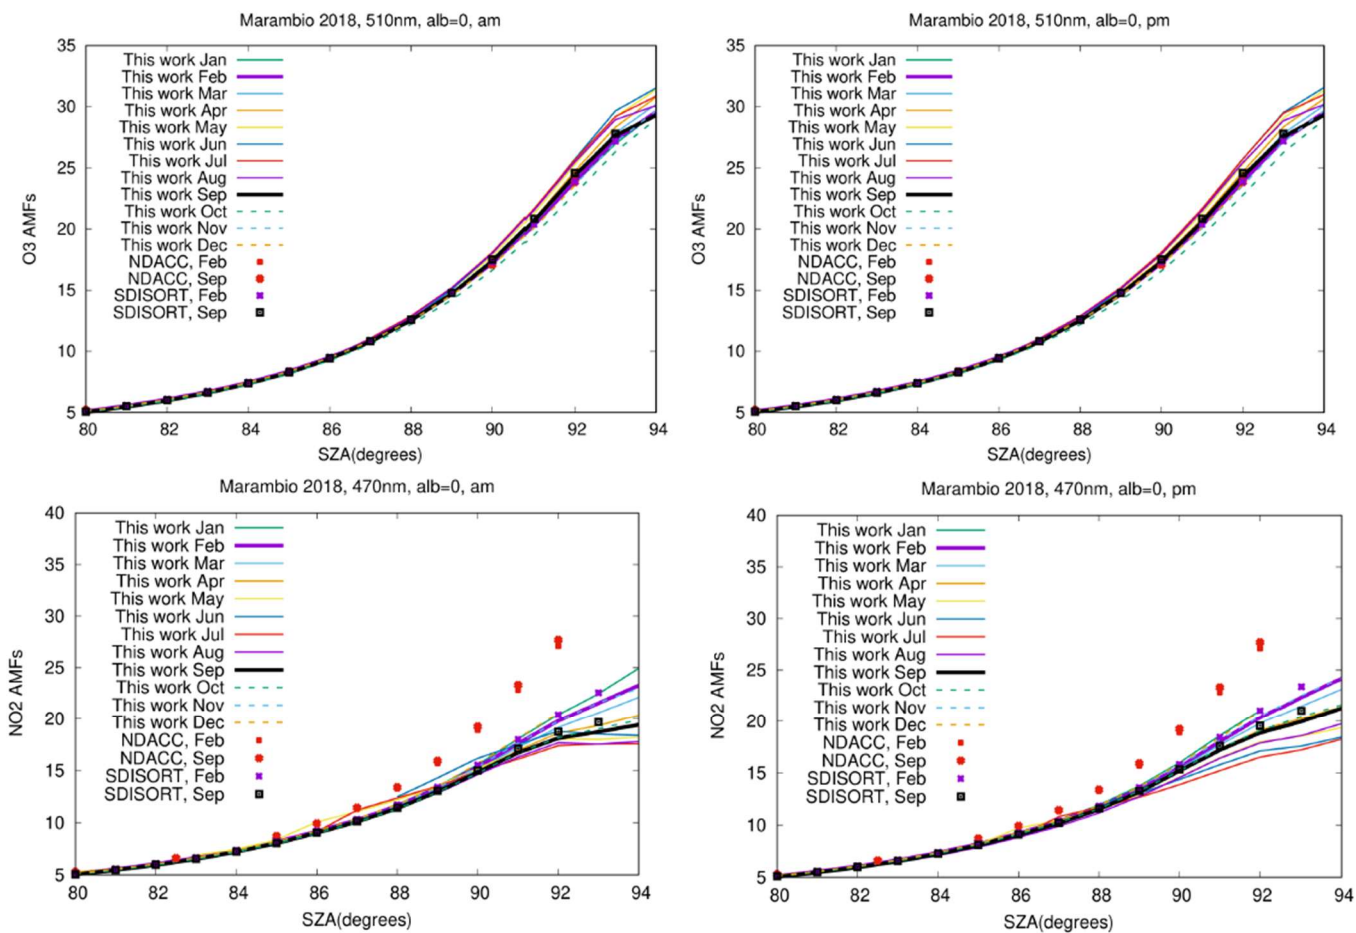 Marambio 2018, 510nm, alb=0, am
35
30
25
20
15
10
5
O3 AMFs
This work Jan
This work Feb
This work Mar
This work Apr
This work May
This work Jun
This work Jul
This work Aug
This work Sep
This work Oct
This work Nov
This work Dec
NDACC, Feb
NDACC, Sep
SDISORT, Feb
SDISORT, Sep
80 82 84 86 88 90 92 94
SZA(degrees)
Marambio 2018, 510nm, alb=0, pm
35
30
25
20
15
10
5
O3 AMFs
This work Jan
This work Feb
This work Mar
This work Apr
This work May
This work Jun
This work Jul
This work Aug
This work Sep
This work Oct
This work Nov
This work Dec
NDACC, Feb
NDACC, Sep
SDISORT, Feb
SDISORT, Sep
80 82 84 86 88 90 92 94
SZA(degrees)
Marambio 2018, 470nm, alb=0, am
40
35
30
25
20
15
10
5
NO2 AMFs
This work Jan
This work Feb
This work Mar
This work Apr
This work May
This work Jun
This work Jul
This work Aug
This work Sep
This work Oct
This work Nov
This work Dec
NDACC, Feb
NDACC, Sep
SDISORT, Feb
SDISORT, Sep
80 82 84 86 88 90 92 94
SZA(degrees)
Marambio 2018, 470nm, alb=0, pm
40
35
30
25
20
15
10
5
NO2 AMFs
This work Jan
This work Feb
This work Mar
This work Apr
This work May
This work Jun
This work Jul
This work Aug
This work Sep
This work Oct
This work Nov
This work Dec
NDACC, Feb
NDACC, Sep
SDISORT, Feb
SDISORT, Sep
80 82 84 86 88 90 92 94
SZA(degrees)